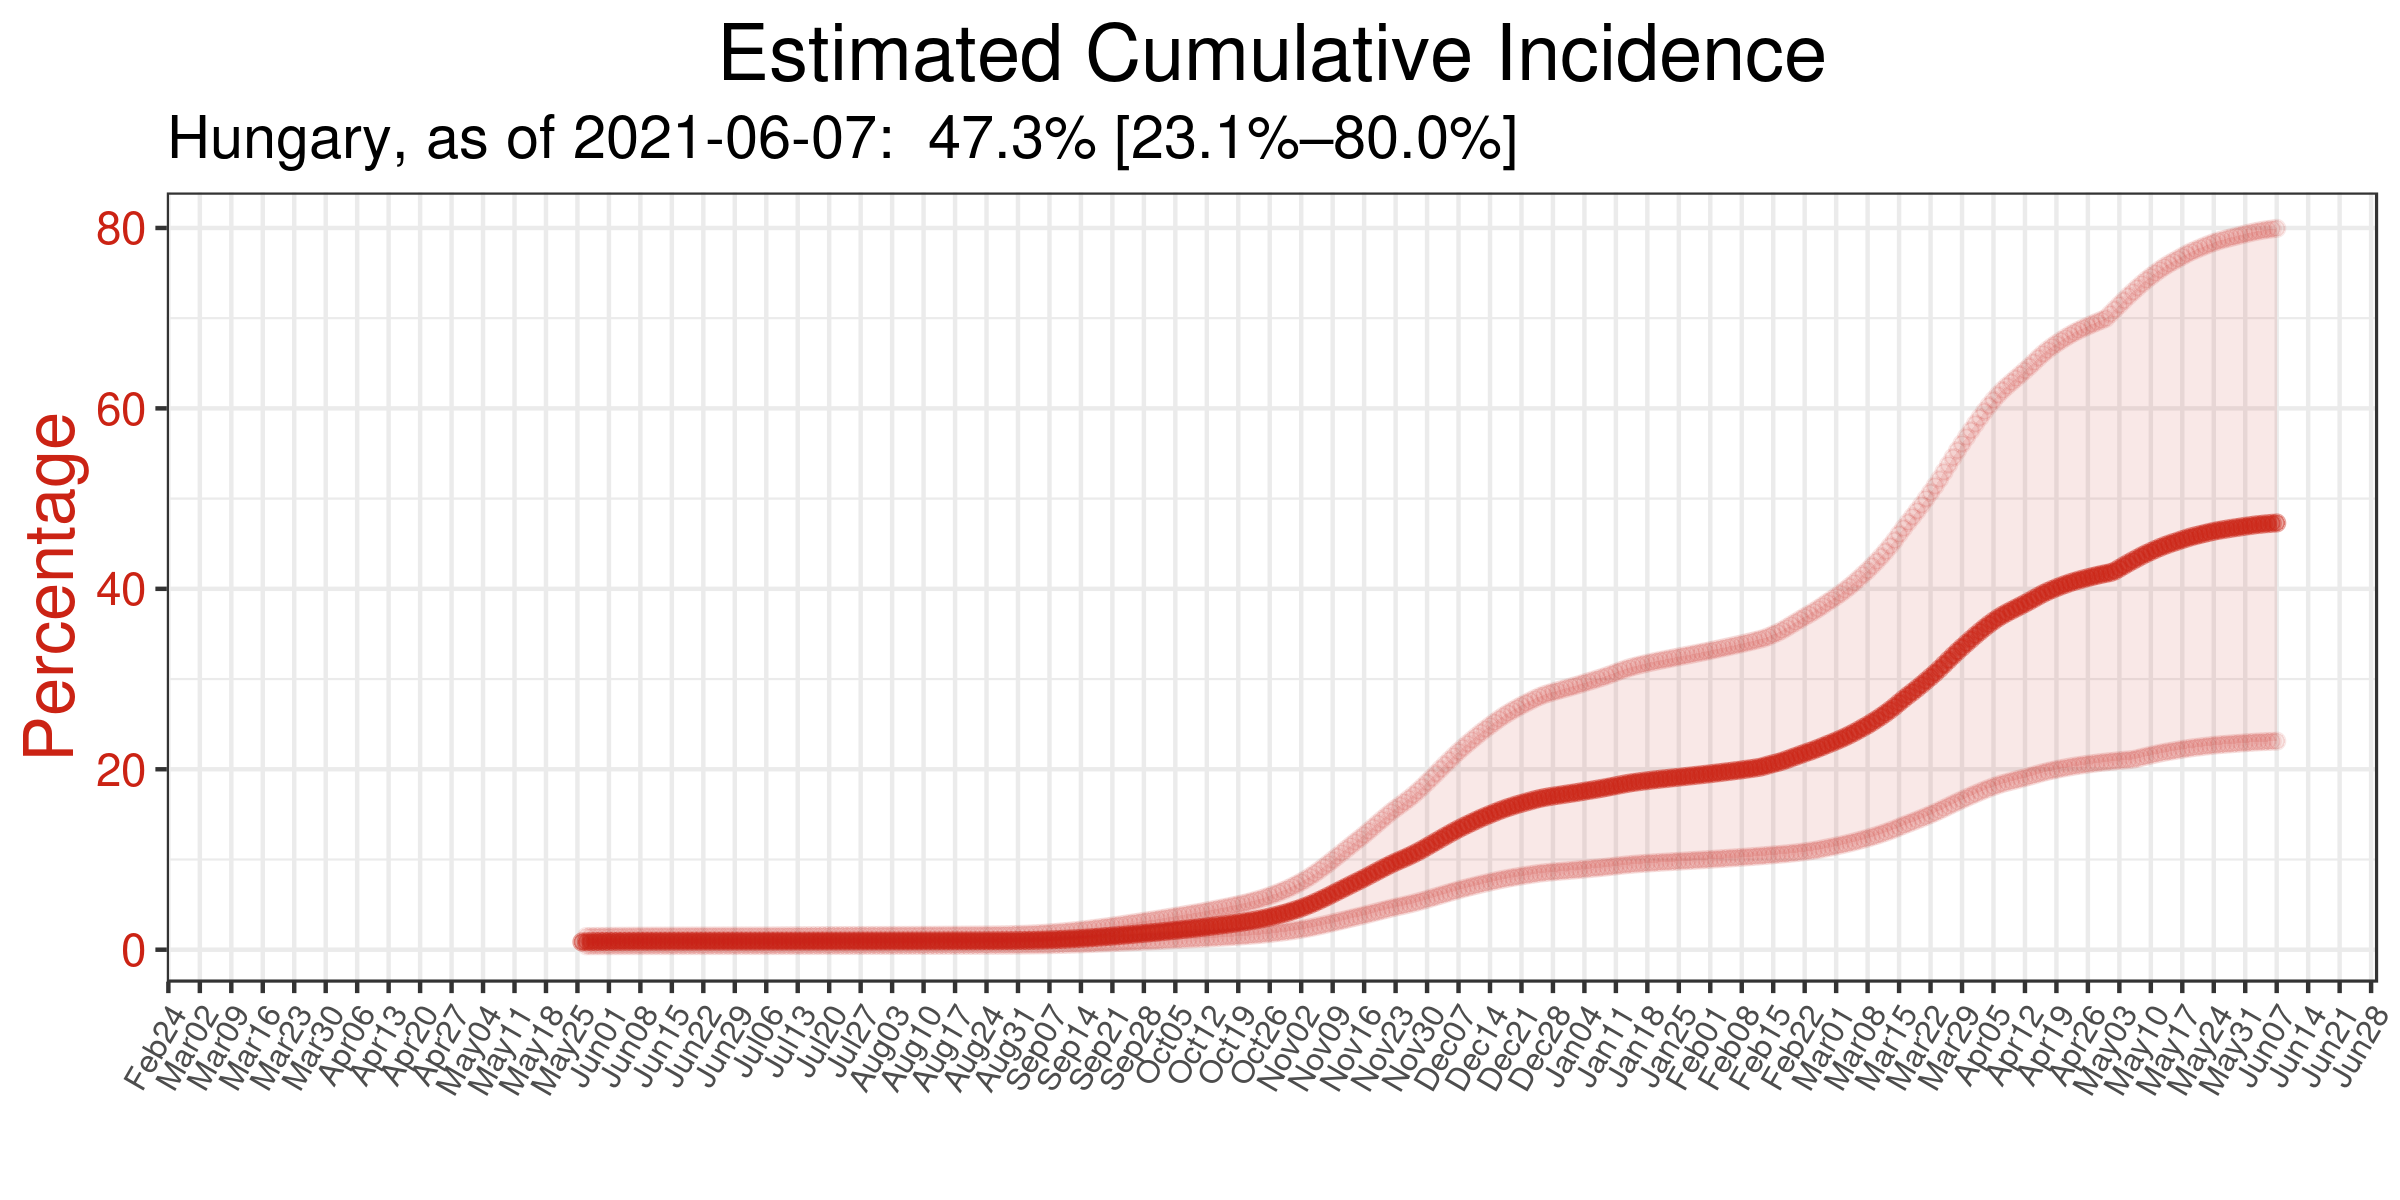 Estimated Cumulative Incidence
Hungary, as of 2021-06-07:  47.3% [23.1%–80.0%]
Percentage
80
60
40
20
0
Feb24
Mar02
Mar09
Mar16
Mar23
Mar30
Apr06
Apr13
Apr20
Apr27
May04
May11
May18
May25
Jun01
Jun08
Jun15
Jun22
Jun29
Jul06
Jul13
Jul20
Jul27
Aug03
Aug10
Aug17
Aug24
Aug31
Sep07
Sep14
Sep21
Sep28
Oct05
Oct12
Oct19
Oct26
Nov02
Nov09
Nov16
Nov23
Nov30
Dec07
Dec14
Dec21
Dec28
Jan04
Jan11
Jan18
Jan25
Feb01
Feb08
Feb15
Feb22
Mar01
Mar08
Mar15
Mar22
Mar29
Apr05
Apr12
Apr19
Apr26
May03
May10
May17
May24
May31
Jun07
Jun14
Jun21
Jun28